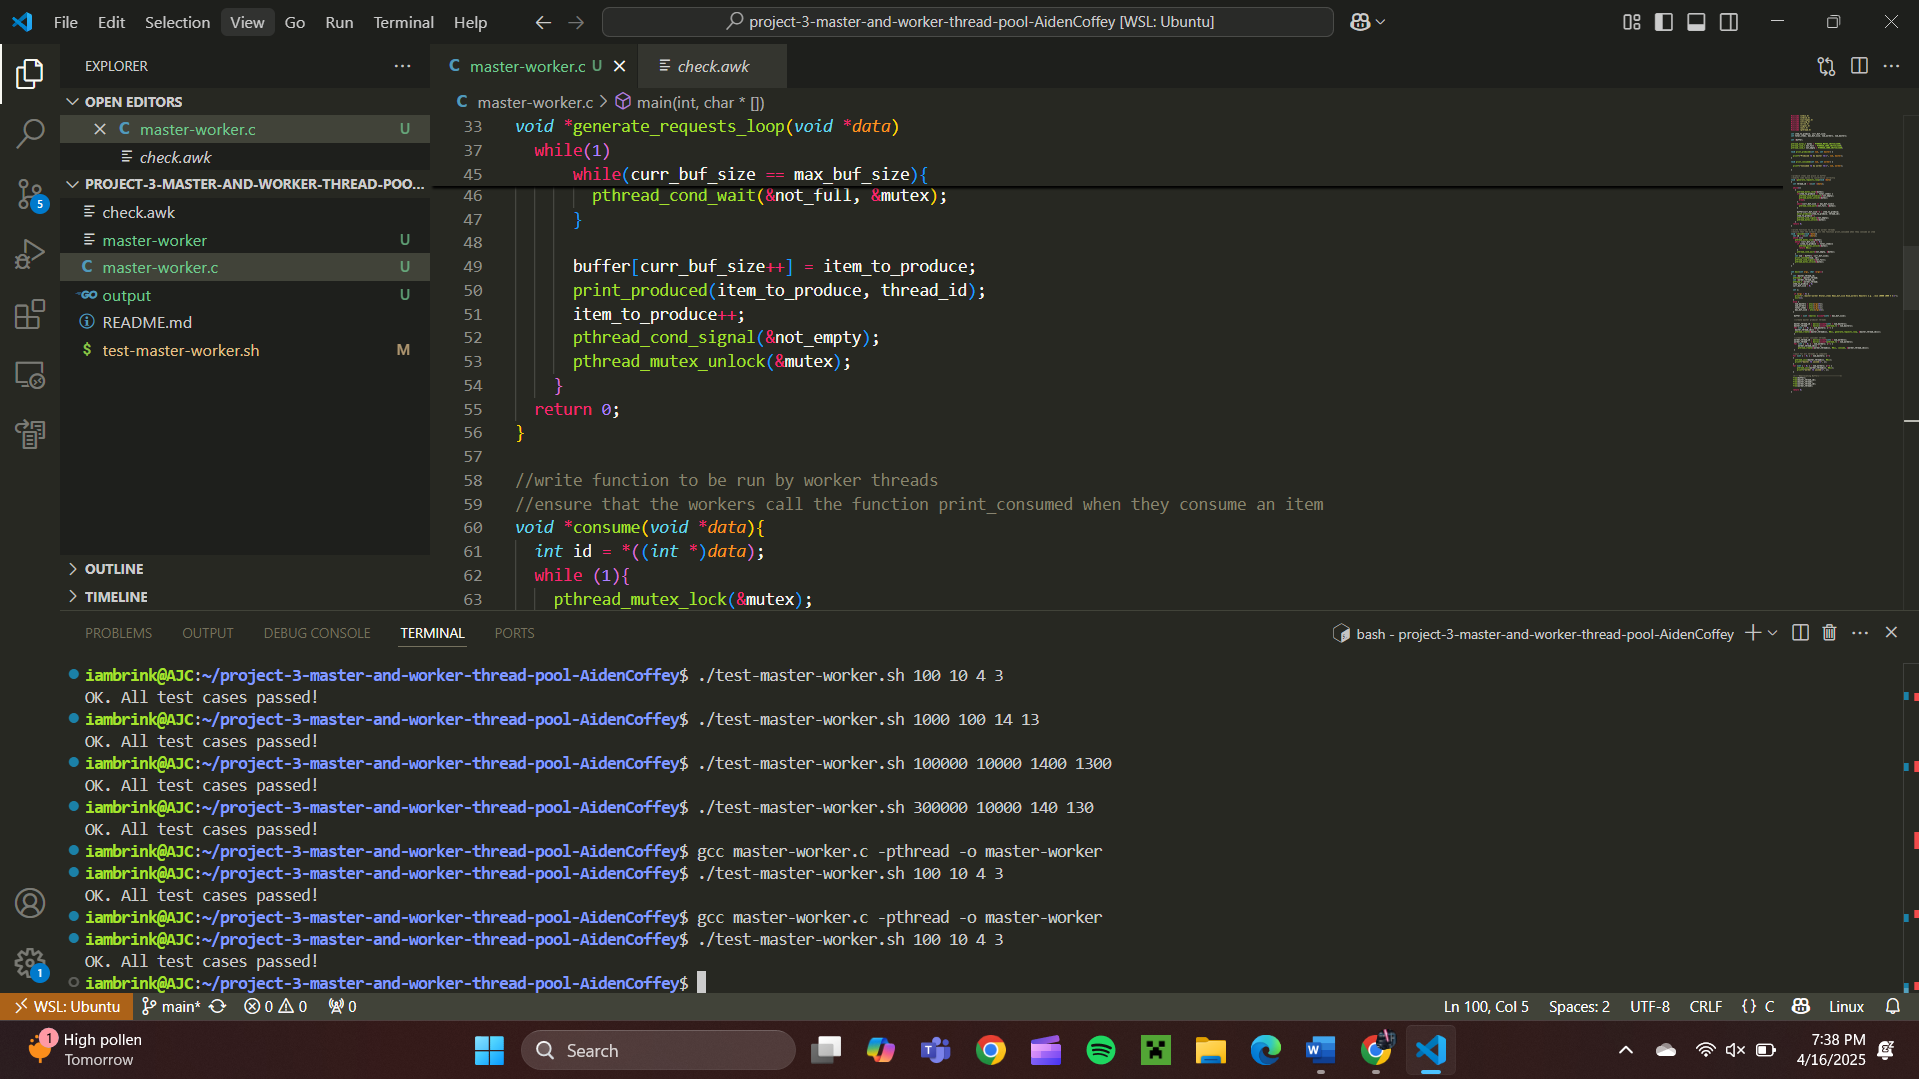 File Edit Selection View Go Run Terminal Help
project-3-master-and-worker-thread-pool-AidenCoffey [WSL: Ubuntu]
EXPLORER
OPEN EDITORS
C master-worker.c U
check.awk
PROJECT-3-MASTER-AND-WORKER-THREAD-POO...
check.awk
master-worker U
C master-worker.c U
GO output U
README.md
$ test-master-worker.sh M
OUTLINE
TIMELINE
5
1
C master-worker.c U
check.awk
C master-worker.c > main(int, char * [])
33 void *generate_requests_loop(void *data)
37 while(1)
45 while(curr_buf_size == max_buf_size){
46 pthread_cond_wait(&not_full, &mutex);
47 }
48
49 buffer[curr_buf_size++] = item_to_produce;
50 print_produced(item_to_produce, thread_id);
51 item_to_produce++;
52 pthread_cond_signal(&not_empty);
53 pthread_mutex_unlock(&mutex);
54 }
55 return 0;
56 }
57
58 //write function to be run by worker threads
59 //ensure that the workers call the function print_consumed when they consume an item
60 void *consume(void *data){
61 int id = *((int *)data);
62 while (1){
63 pthread_mutex_lock(&mutex);
PROBLEMS OUTPUT DEBUG CONSOLE TERMINAL PORTS
bash - project-3-master-and-worker-thread-pool-AidenCoffey
iambrink@AJC:~/project-3-master-and-worker-thread-pool-AidenCoffey$ ./test-master-worker.sh 100 10 4 3
OK. All test cases passed!
iambrink@AJC:~/project-3-master-and-worker-thread-pool-AidenCoffey$ ./test-master-worker.sh 1000 100 14 13
OK. All test cases passed!
iambrink@AJC:~/project-3-master-and-worker-thread-pool-AidenCoffey$ ./test-master-worker.sh 100000 10000 1400 1300
OK. All test cases passed!
iambrink@AJC:~/project-3-master-and-worker-thread-pool-AidenCoffey$ ./test-master-worker.sh 300000 10000 140 130
OK. All test cases passed!
iambrink@AJC:~/project-3-master-and-worker-thread-pool-AidenCoffey$ gcc master-worker.c -pthread -o master-worker
iambrink@AJC:~/project-3-master-and-worker-thread-pool-AidenCoffey$ ./test-master-worker.sh 100 10 4 3
OK. All test cases passed!
iambrink@AJC:~/project-3-master-and-worker-thread-pool-AidenCoffey$ gcc master-worker.c -pthread -o master-worker
iambrink@AJC:~/project-3-master-and-worker-thread-pool-AidenCoffey$ ./test-master-worker.sh 100 10 4 3
OK. All test cases passed!
iambrink@AJC:~/project-3-master-and-worker-thread-pool-AidenCoffey$
WSL: Ubuntu main* 0 0 0 Ln 100, Col 5 Spaces: 2 UTF-8 CRLF {} C Linux
1 High pollen
Tomorrow
Search
7:38 PM
4/16/2025